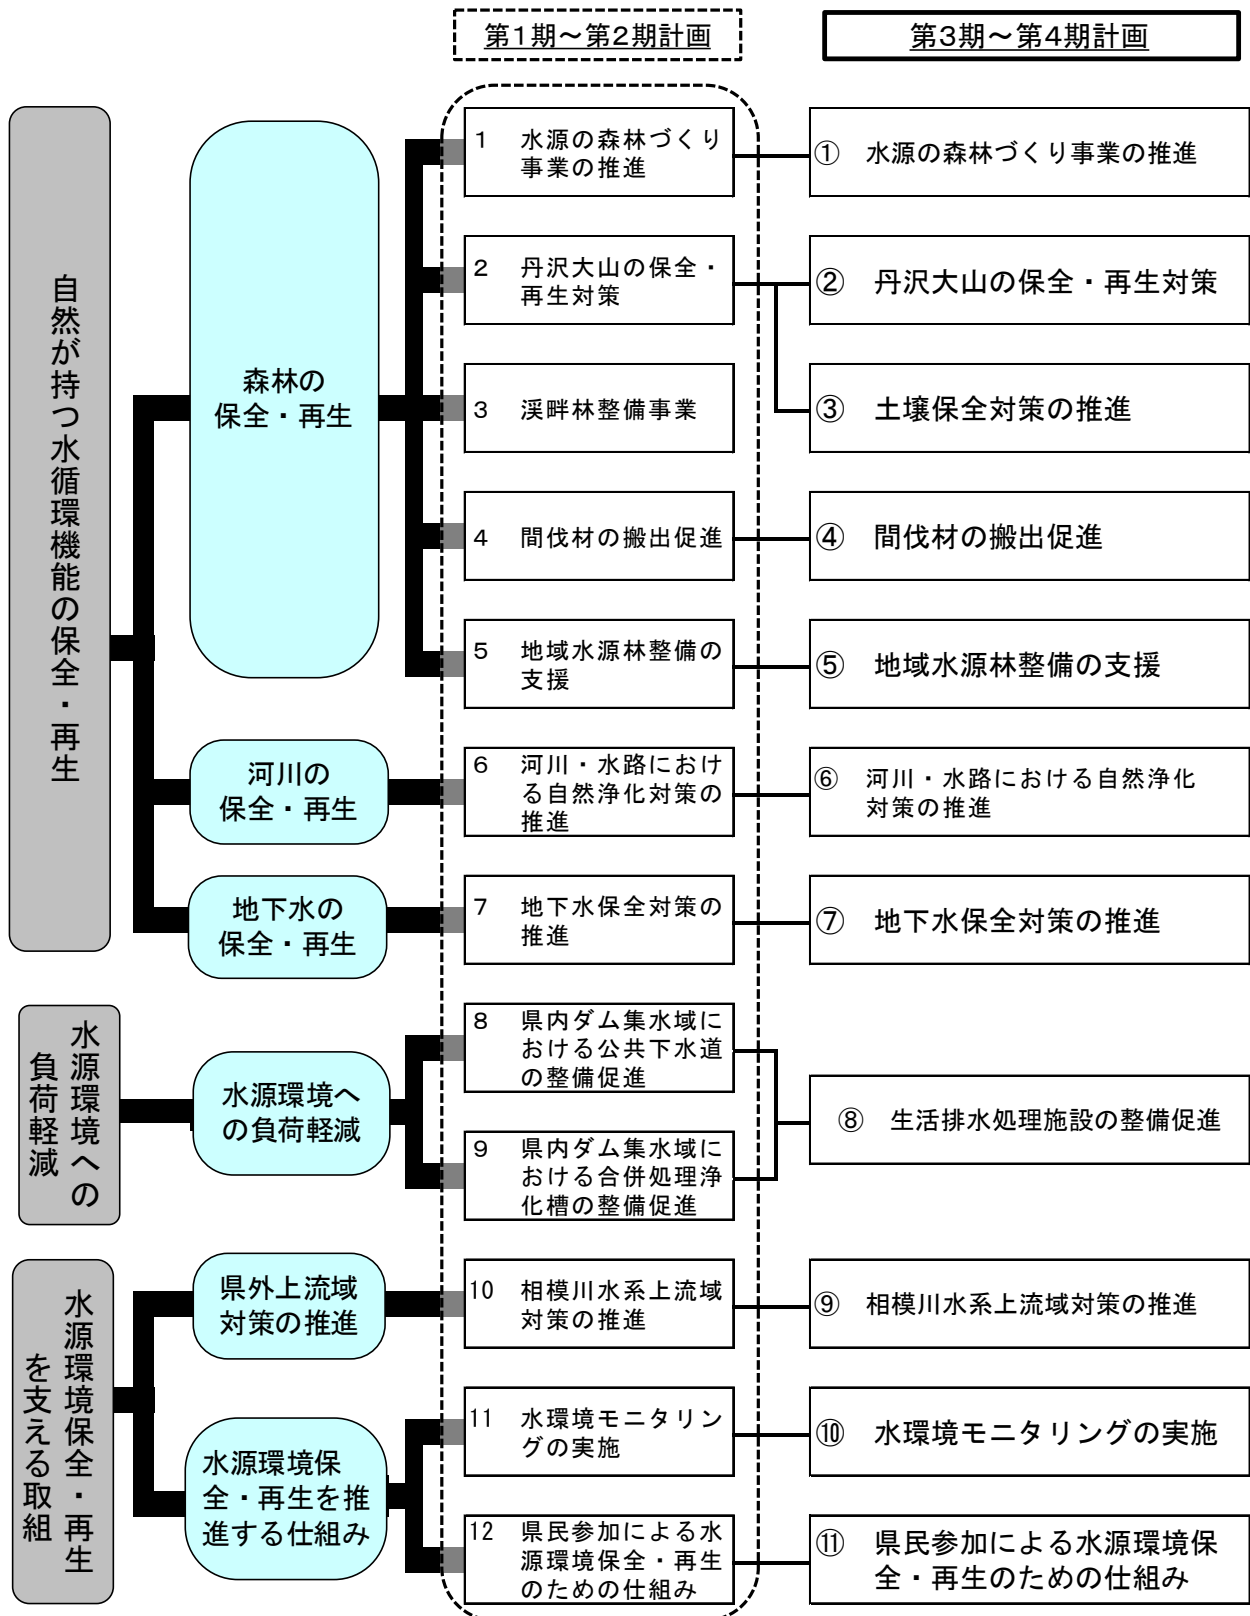 第1期～第2期計画
第3期～第4期計画
自然が持つ水循環機能の保全・再生
森林の
保全・再生
1 水源の森林づくり
事業の推進
① 水源の森林づくり事業の推進
2 丹沢大山の保全・
再生対策
② 丹沢大山の保全・再生対策
3 渓畔林整備事業
③ 土壌保全対策の推進
4 間伐材の搬出促進
④ 間伐材の搬出促進
5 地域水源林整備の
支援
⑤ 地域水源林整備の支援
河川の
保全・再生
6 河川・水路におけ
る自然浄化対策の
推進
⑥ 河川・水路における自然浄化
対策の推進
地下水の
保全・再生
7 地下水保全対策の
推進
⑦ 地下水保全対策の推進
水源環境への
負荷軽減
水源環境へ
の負荷軽減
8 県内ダム集水域に
おける公共下水道
の整備促進
9 県内ダム集水域に
おける合併処理浄
化槽の整備促進
⑧ 生活排水処理施設の整備促進
水源環境保全・再生
を支える取組
県外上流域
対策の推進
10 相模川水系上流域
対策の推進
⑨ 相模川水系上流域対策の推進
水源環境保
全・再生を推
進する仕組み
11 水環境モニタリン
グの実施
⑩ 水環境モニタリングの実施
12 県民参加による水
源環境保全・再生
のための仕組み
⑪ 県民参加による水源環境保
全・再生のための仕組み